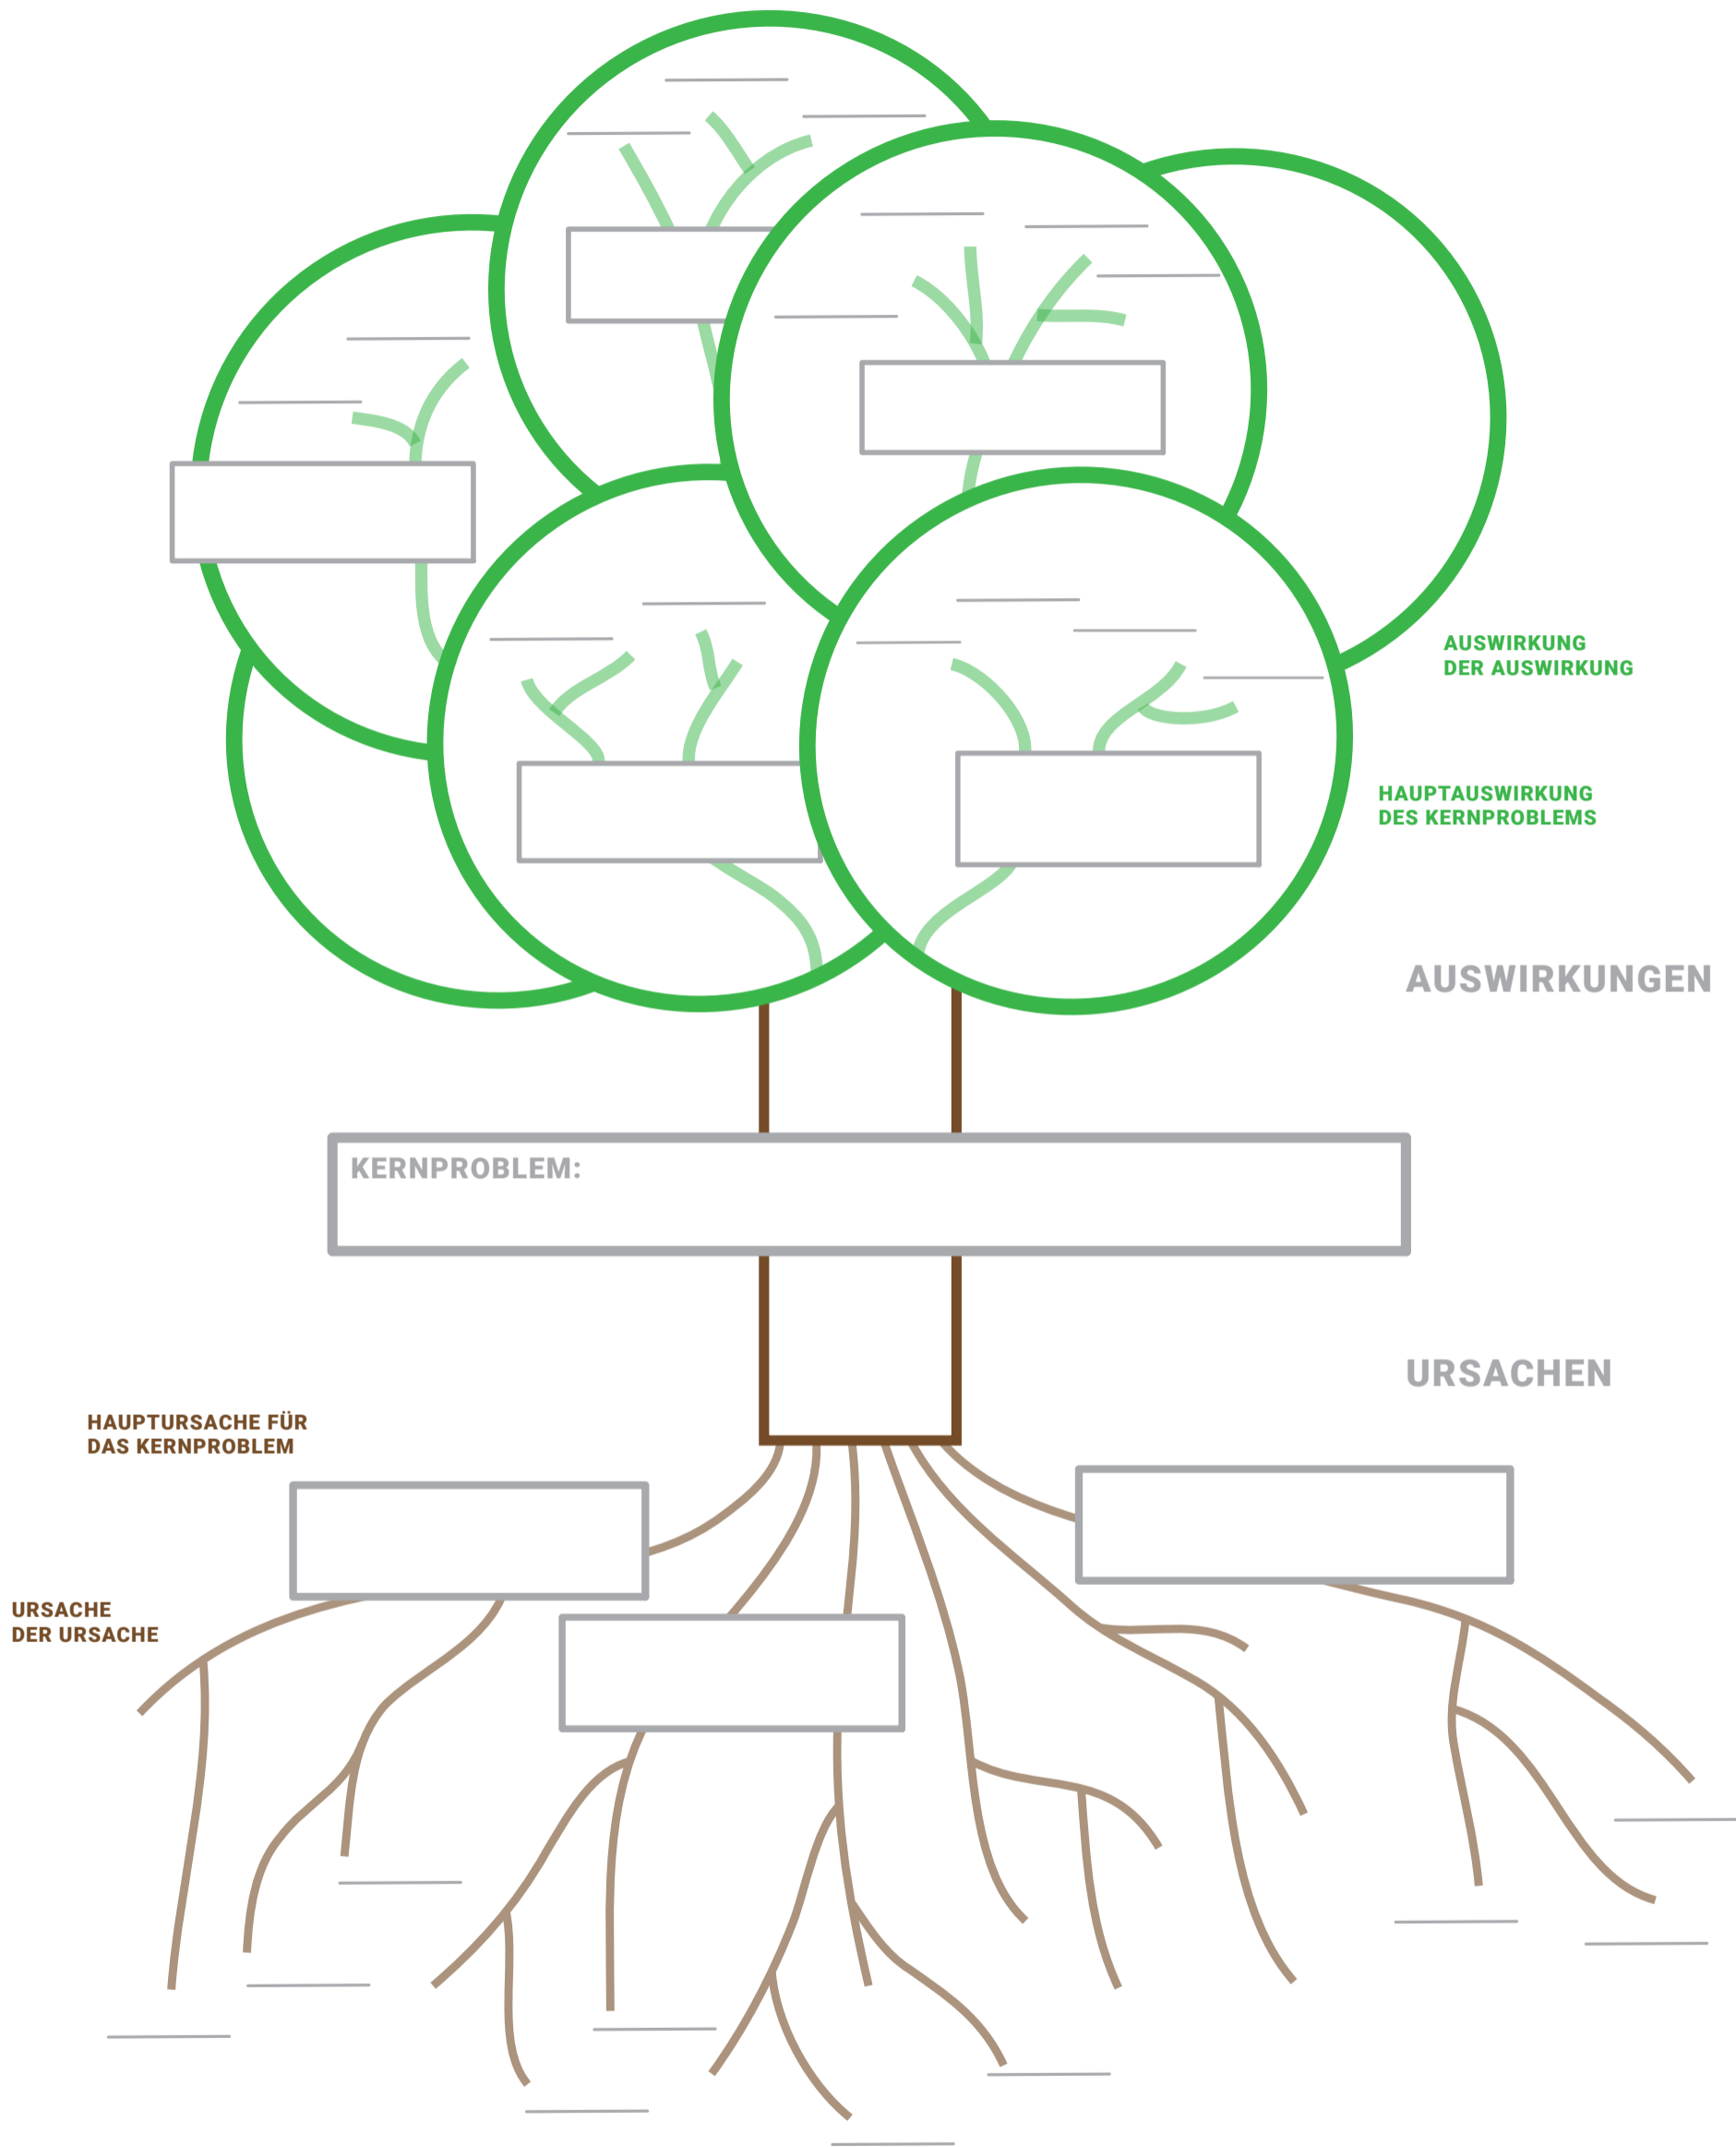 AUSWIRKUNG
DER AUSWIRKUNG
HAUPTAUSWIRKUNG
DES KERNPROBLEMS
AUSWIRKUNGEN
KERNPROBLEM:
URSACHEN
HAUPTURSACHE FÜR
DAS KERNPROBLEM
URSACHE
DER URSACHE